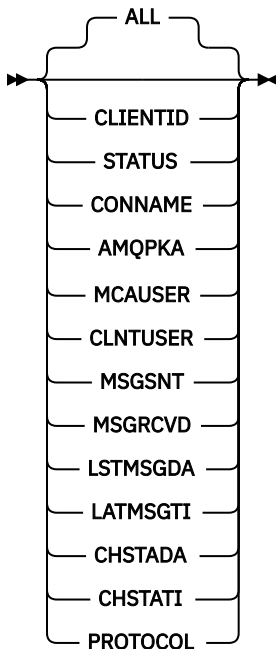 ALL
CLIENTID
STATUS
CONNAME
AMQPKA
MCAUSER
CLNTUSER
MSGSNT
MSGRCVD
LSTMSGDA
LATMSGTI
CHSTADA
CHSTATI
PROTOCOL